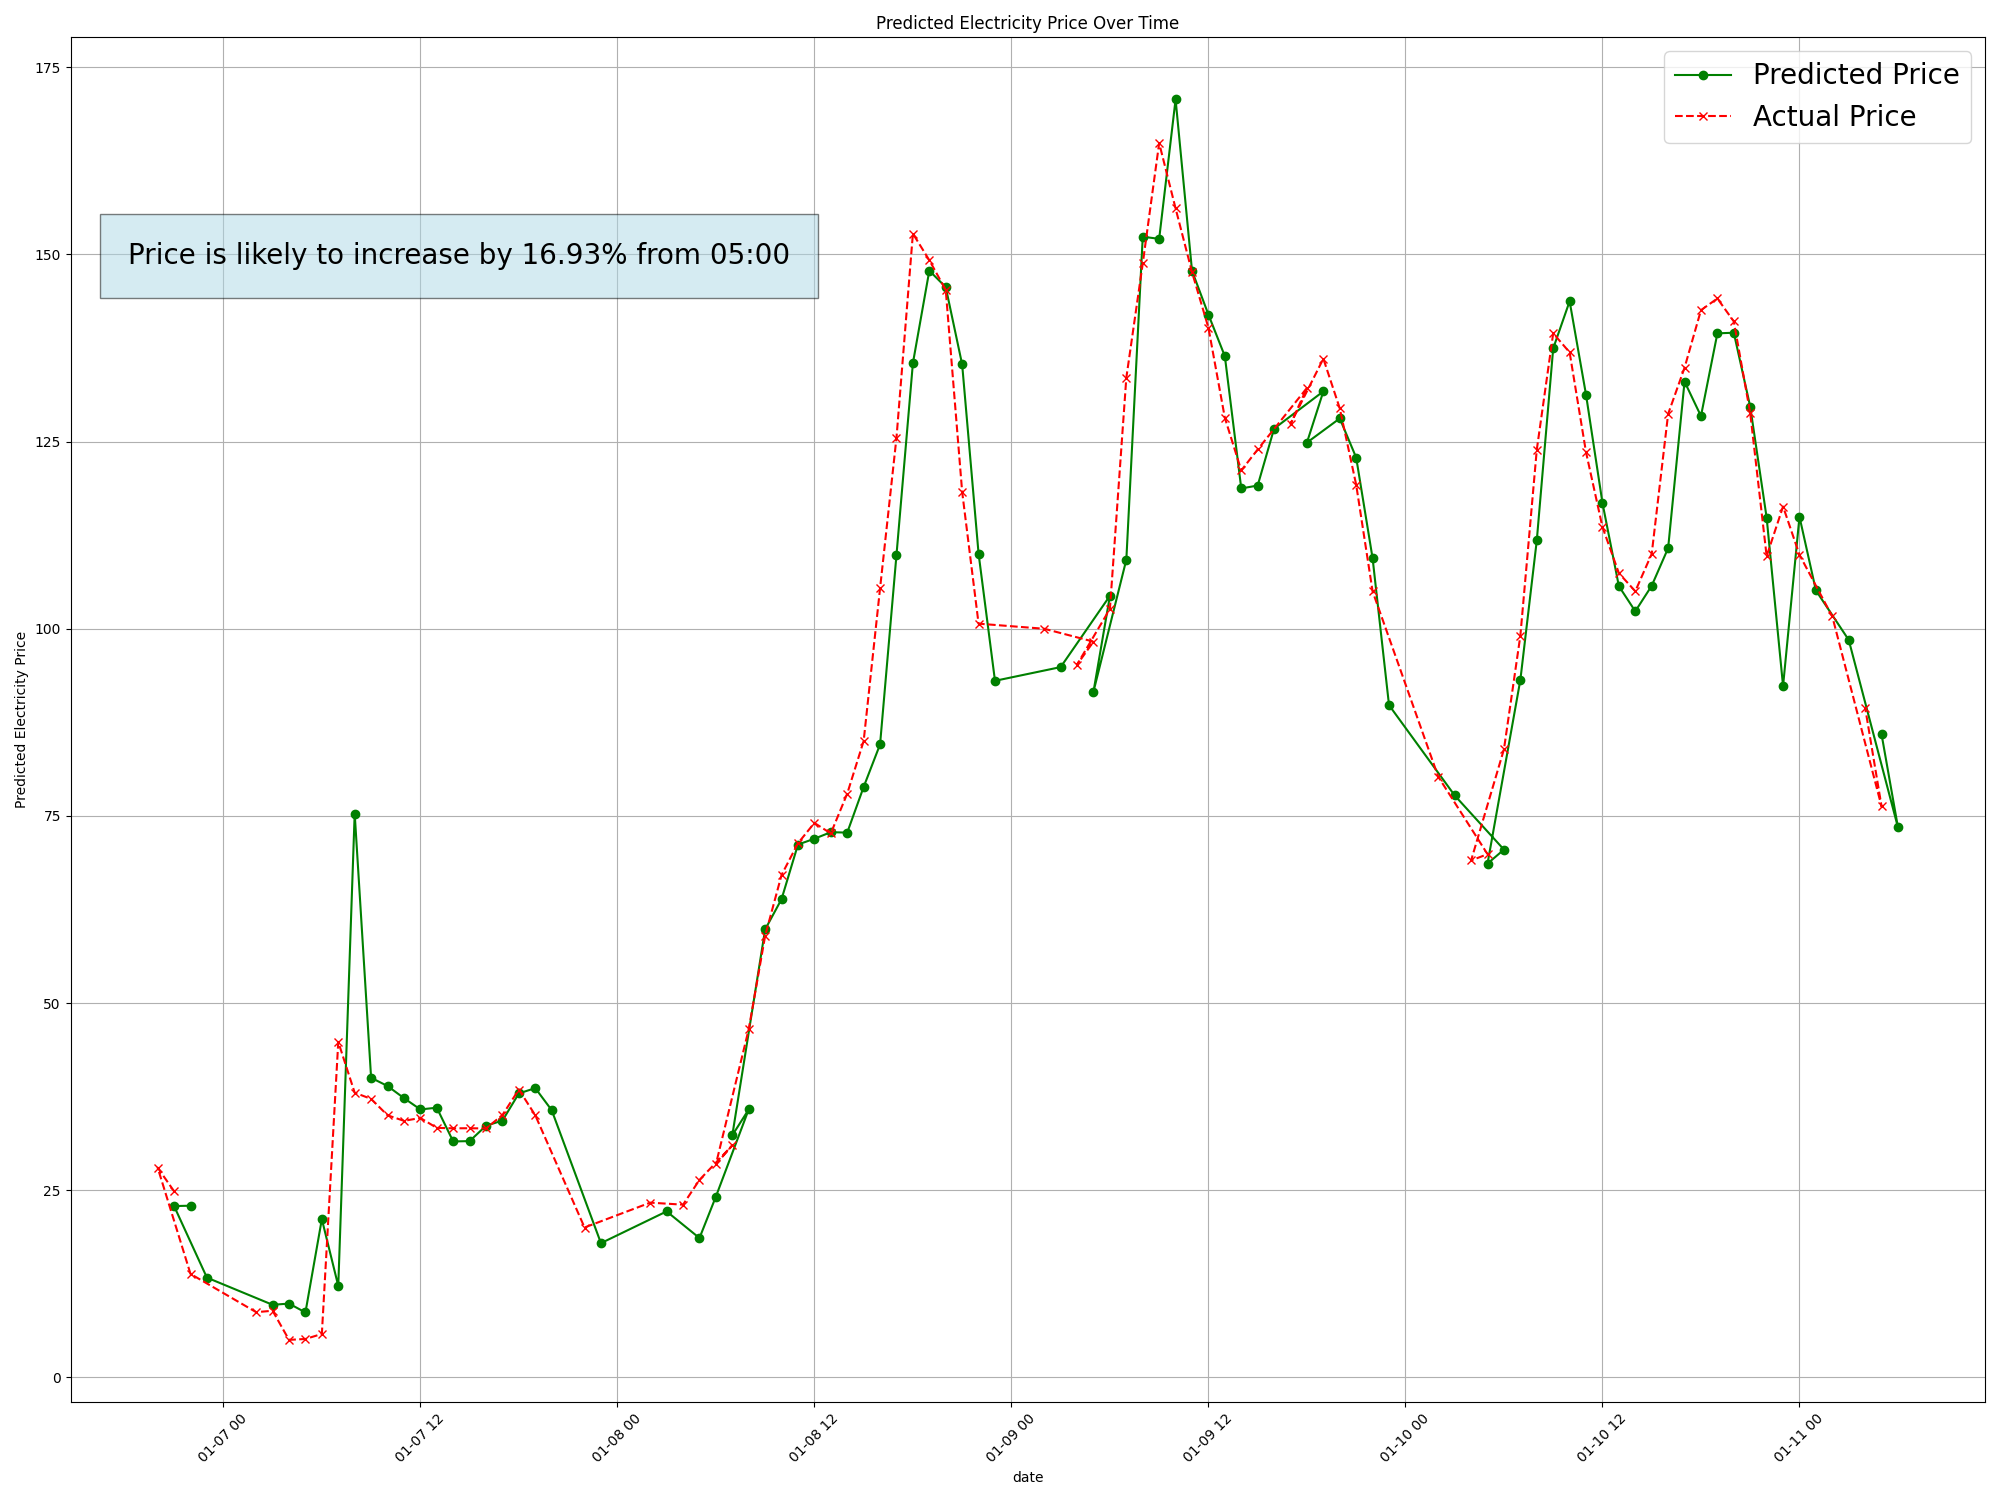 Predicted Electricity Price Over Time
Predicted Price
Actual Price
Price is likely to increase by 16.93% from 05:00
Predicted Electricity Price
175
150
125
100
75
50
25
0
01-07 00
01-07 12
01-08 00
01-08 12
01-09 00
01-09 12
01-10 00
01-10 12
01-11 00
date